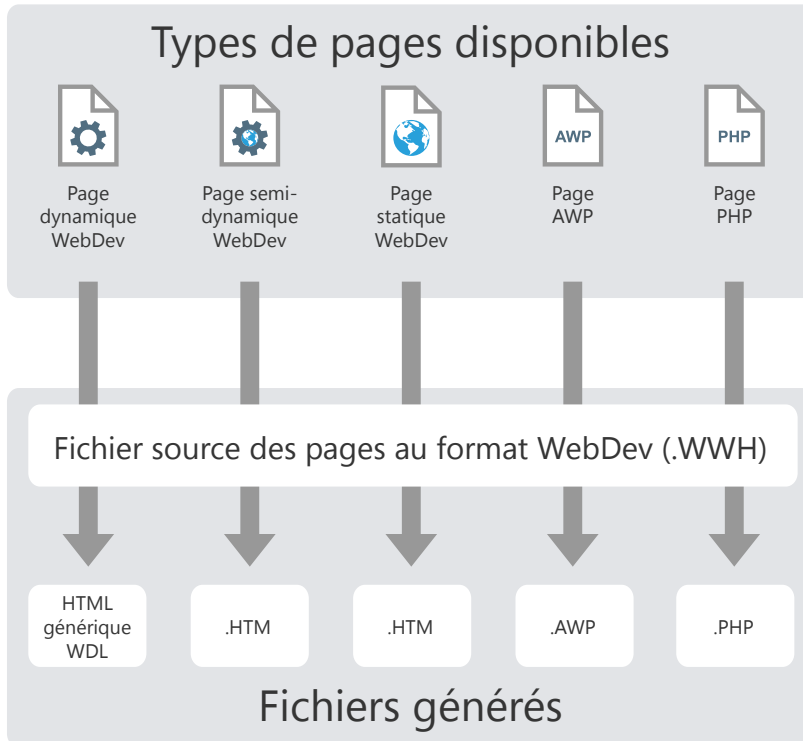 Types de pages disponibles
AWP
PHP
Page
dynamique
WebDev
Page semi-
dynamique
WebDev
Page
statique
WebDev
Page
AWP
Page
PHP
Fichier source des pages au format WebDev (.WWH)
HTML
générique
WDL
.HTM
.HTM
.AWP
.PHP
Fichiers générés